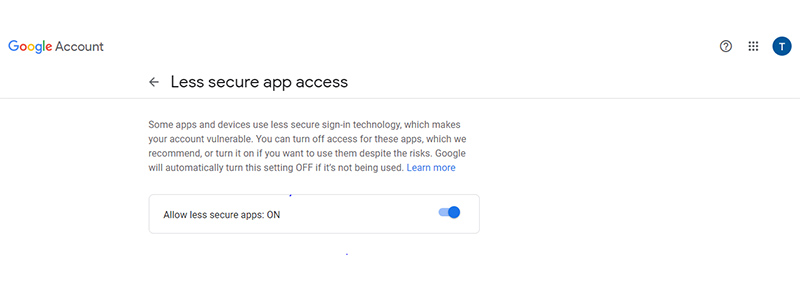 Google Account
T
Less secure app access
Some apps and devices use less secure sign-in technology, which makes
your account vulnerable. You can turn off access for these apps, which we
recommend, or turn it on if you want to use them despite the risks. Google
will automatically turn this setting OFF if it's not being used. Learn more
Allow less secure apps: ON